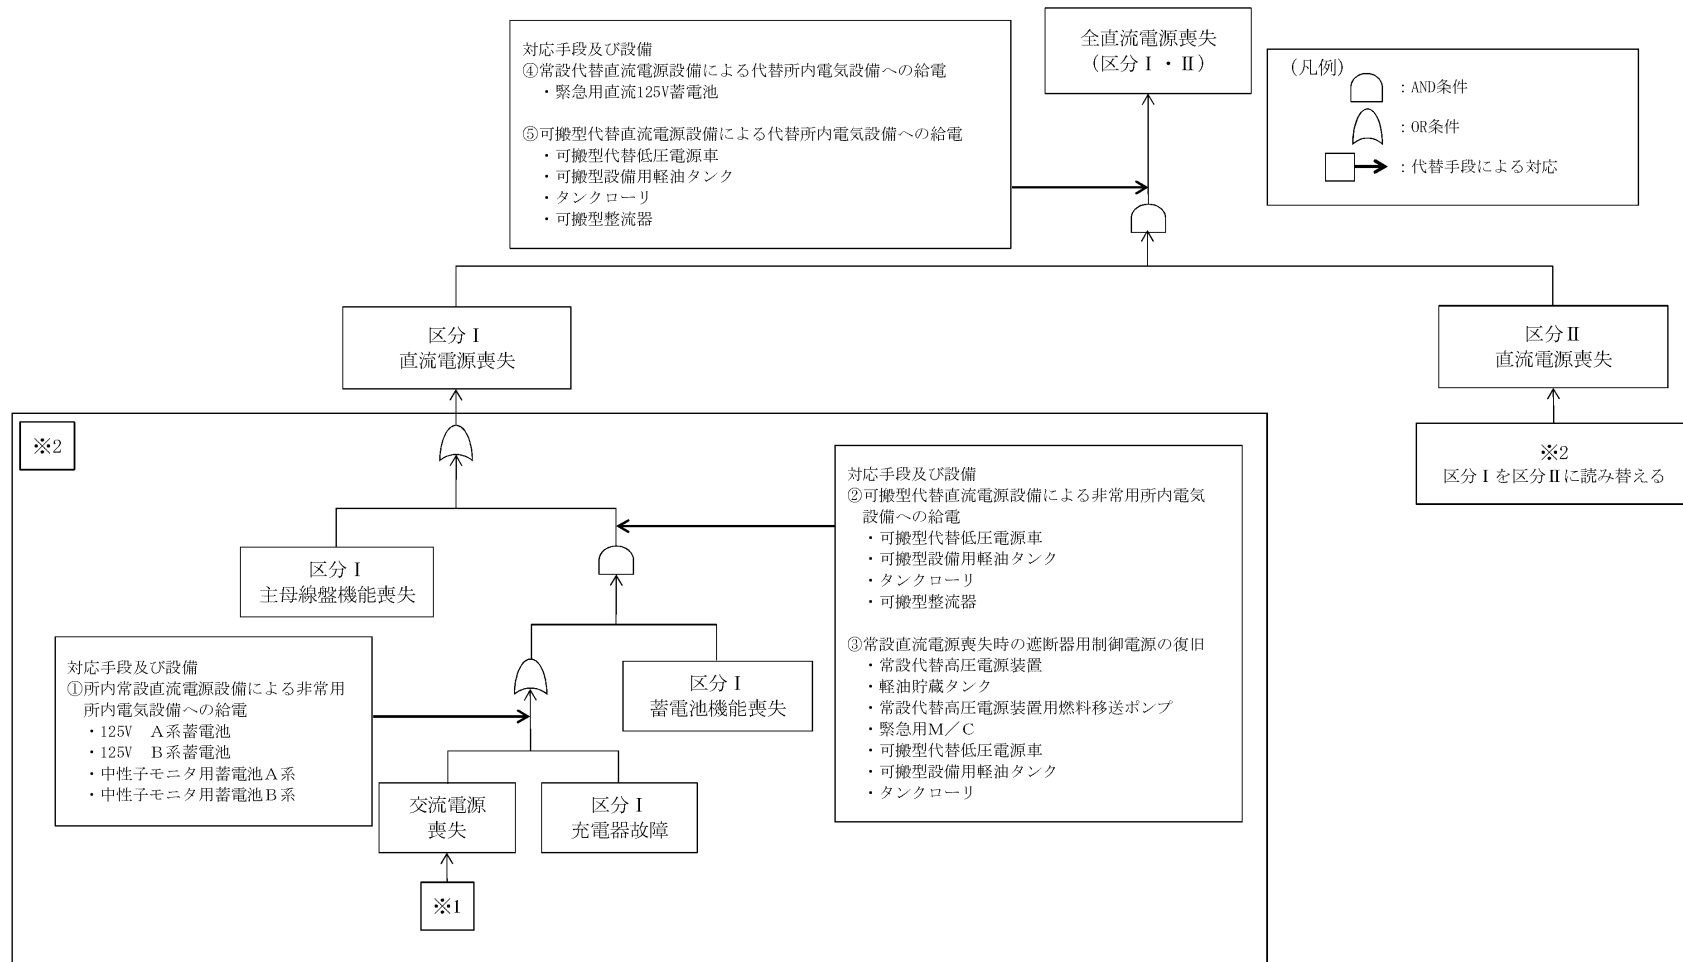 対応手段及び設備
④常設代替直流電源設備による代替所内電気設備への給電
・緊急用直流125V蓄電池
⑤可搬型代替直流電源設備による代替所内電気設備への給電
・可搬型代替低圧電源車
・可搬型設備用軽油タンク
・タンクローリ
・可搬型整流器
全直流電源喪失
(区分Ⅰ・Ⅱ)
(凡例)
:AND条件
:OR条件
:代替手段による対応
区分Ⅰ
直流電源喪失
区分Ⅱ
直流電源喪失
※2
区分Ⅰを区分Ⅱに読み替える
※2
対応手段及び設備
②可搬型代替直流電源設備による非常用所内電気
設備への給電
・可搬型代替低圧電源車
・可搬型設備用軽油タンク
・タンクローリ
・可搬型整流器
③常設直流電源喪失時の遮断器用制御電源の復旧
・常設代替高圧電源装置
・軽油貯蔵タンク
・常設代替高圧電源装置用燃料移送ポンプ
・緊急用M/C
・可搬型代替低圧電源車
・可搬型設備用軽油タンク
・タンクローリ
区分Ⅰ
主母線盤機能喪失
対応手段及び設備
①所内常設直流電源設備による非常用
所内電気設備への給電
・125V A系蓄電池
・125V B系蓄電池
・中性子モニタ用蓄電池A系
・中性子モニタ用蓄電池B系
区分Ⅰ
蓄電池機能喪失
交流電源
喪失
区分Ⅰ
充電器故障
※1